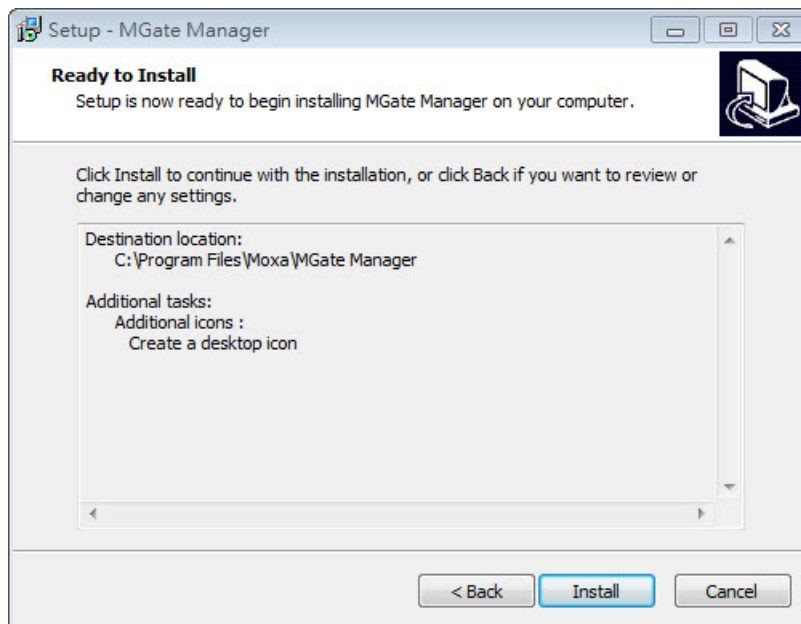 Setup - MGate Manager
Ready to Install
Setup is now ready to begin installing MGate Manager on your computer.
Click Install to continue with the installation, or click Back if you want to review or
change any settings.
Destination location:
C:\Program Files\Moxa\MGate Manager
Additional tasks:
Additional icons :
Create a desktop icon
< Back
Install
Cancel